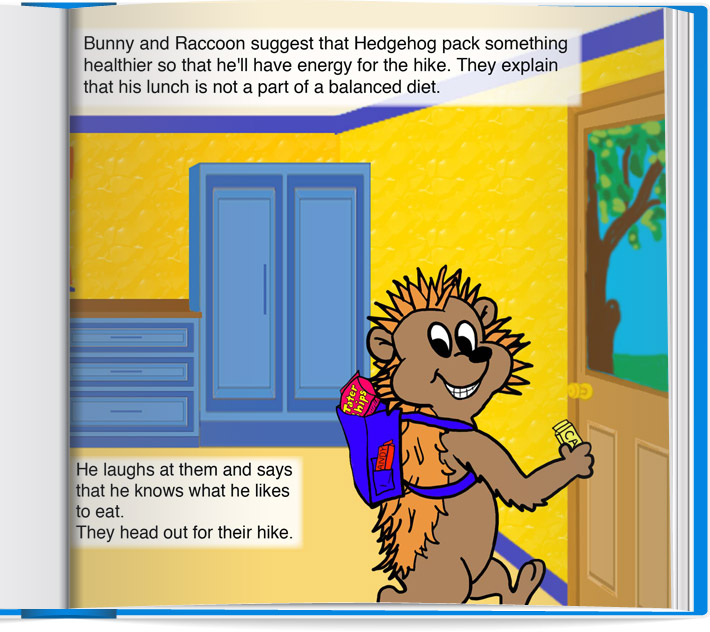 Bunny and Raccoon suggest that Hedgehog pack something
healthier so that he'll have energy for the hike. They explain
that his lunch is not a part of a balanced diet.
Tater
hips
CA
He laughs at them and says
that he knows what he likes
to eat.
They head out for their hike.